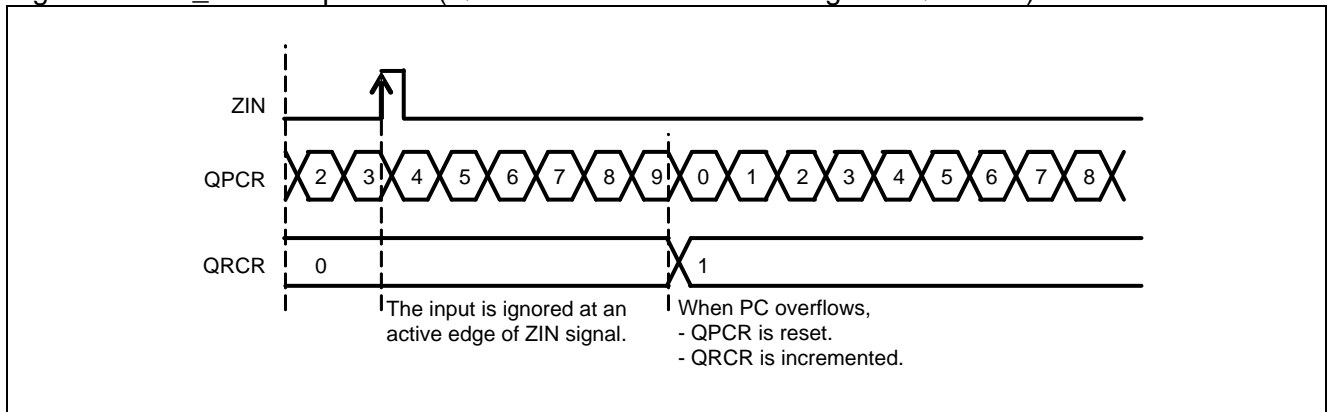 ZIN
QPCR 2 3 4 5 6 7 8 9 0 1 2 3 4 5 6 7 8
QRCR 0 1
The input is ignored at an
active edge of ZIN signal.
When PC overflows,
- QPCR is reset.
- QRCR is incremented.